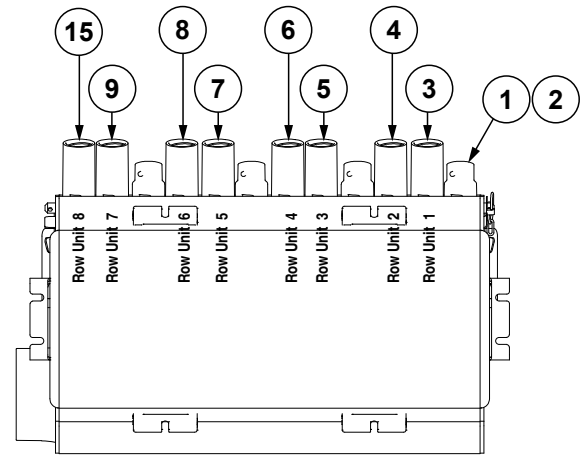 15
8
6
4
9
7
5
3
1 2
Row Unit 8
Row Unit 7
Row Unit 6
Row Unit 5
Row Unit 4
Row Unit 3
Row Unit 2
Row Unit 1